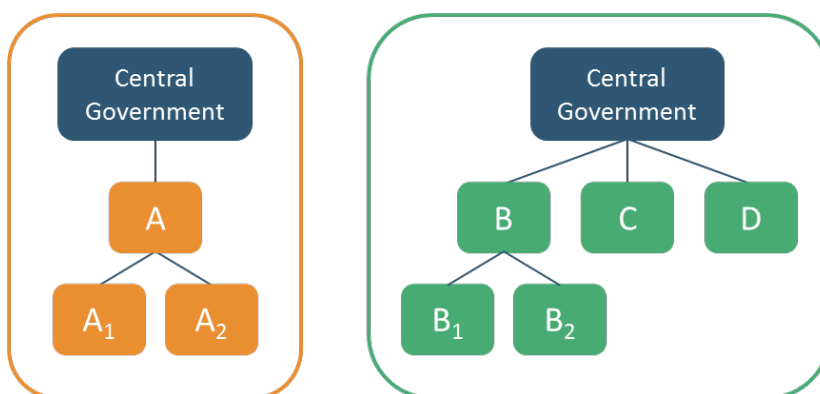 Central
Government
A
A₁
A₂
Central
Government
B
C
D
B₁
B₂